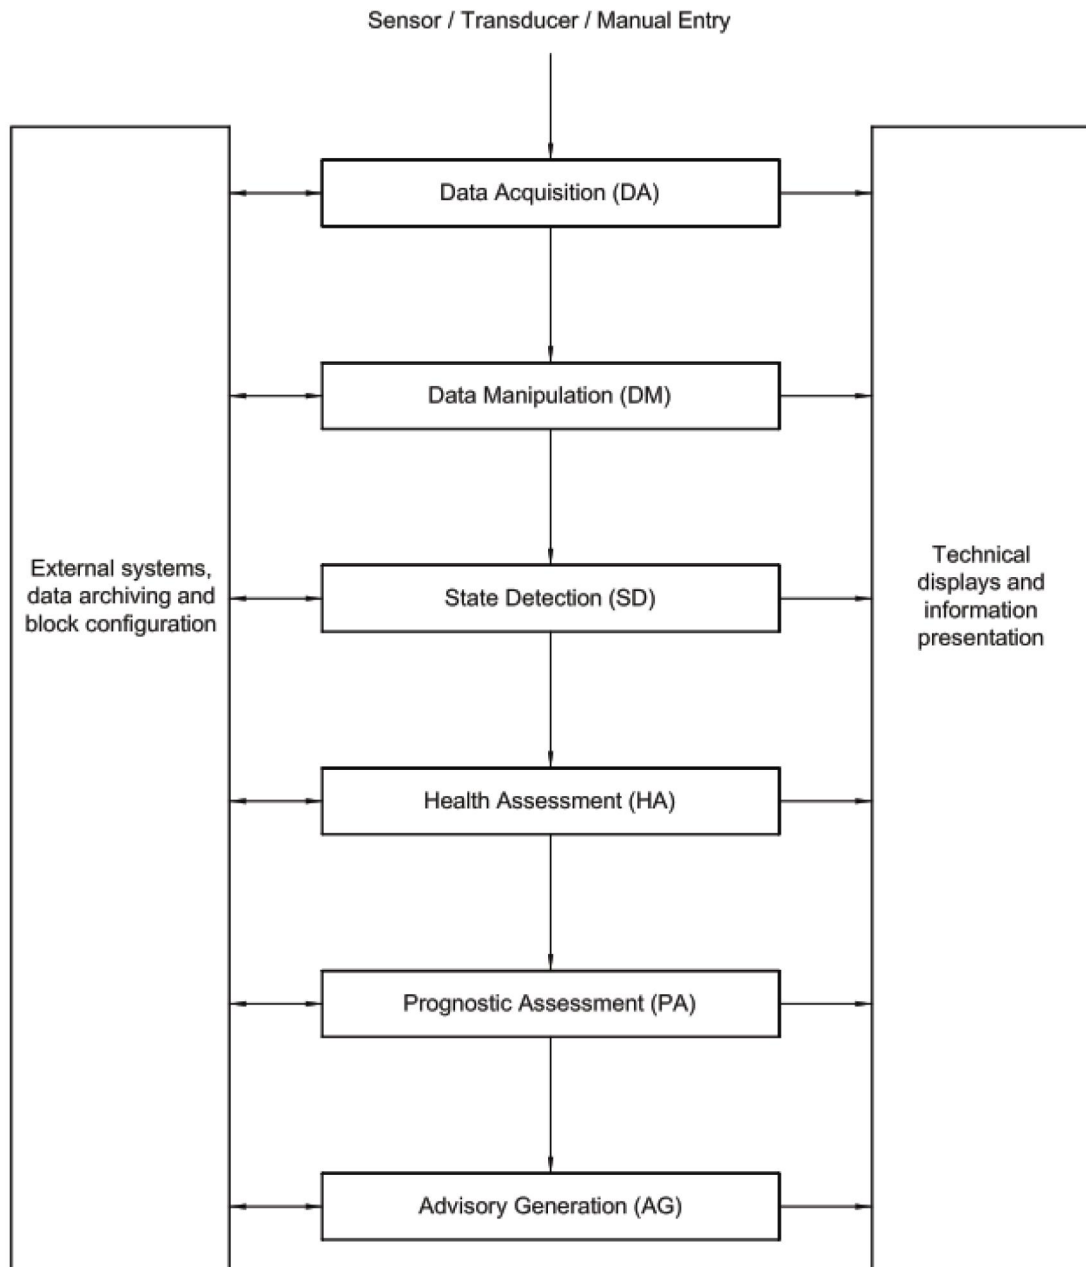 Sensor / Transducer / Manual Entry
Data Acquisition (DA)
Data Manipulation (DM)
External systems,
data archiving and
block configuration
State Detection (SD)
Technical
displays and
information
presentation
Health Assessment (HA)
Prognostic Assessment (PA)
Advisory Generation (AG)